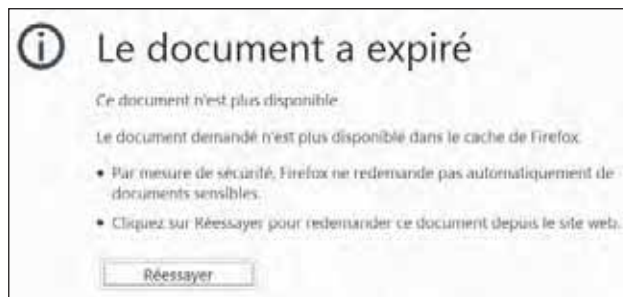 Le document a expiré
Ce document n'est plus disponible
Le document demandé n'est plus disponible dans le cache de Firefox.
• Par mesure de sécurité, Firefox ne redemande pas automatiquement de
documents sensibles.
• Cliquez sur Réessayer pour redemander ce document depuis le site web.
Réessayer